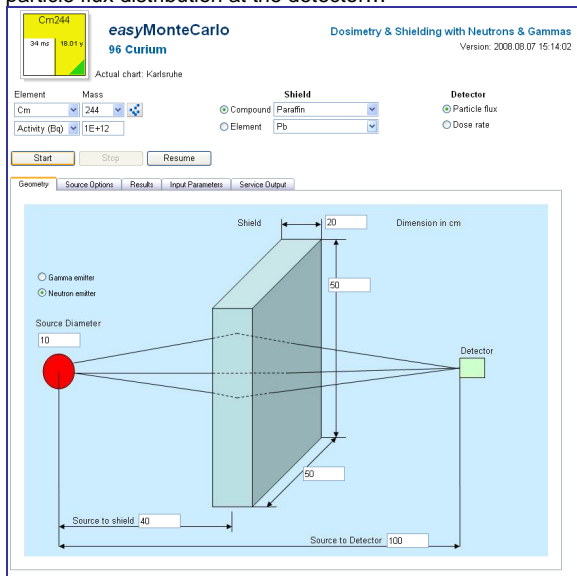 particle flux distribution at the detector...
Cm244
34 ms 18.01 y
easyMonteCarlo
96 Curium
Actual chart: Karlsruhe
Dosimetry & Shielding with Neutrons & Gammas
Version: 2008.08.07 15:14:02
Element Mass Shield Detector
Cm 244 Compound Paraffin Particle flux
Activity (Bq) 1E+12 Element Pb Dose rate
Start Stop Resume
Geometry Source Options Results Input Parameters Service Output
Shield 20 Dimension in cm
Gamma emitter 50
Neutron emitter
Source Diameter
10
Detector
50
Source to shield 40
Source to Detector 100